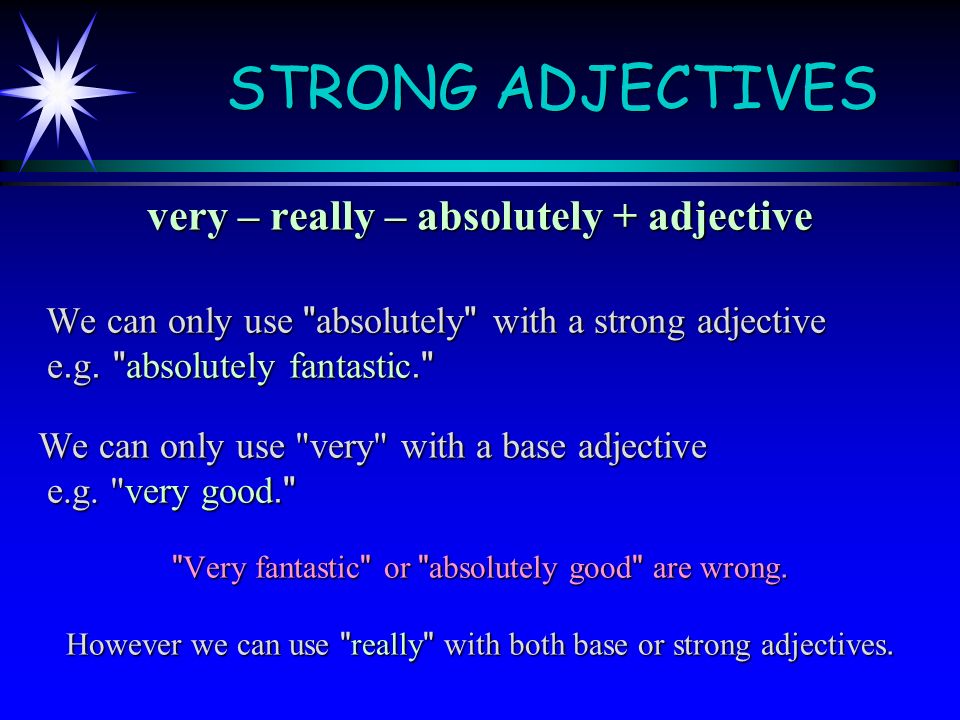 STRONG ADJECTIVES
very – really – absolutely + adjective
We can only use "absolutely" with a strong adjective
e.g. "absolutely fantastic."
We can only use "very" with a base adjective
e.g. "very good."
"Very fantastic" or "absolutely good" are wrong.
However we can use "really" with both base or strong adjectives.